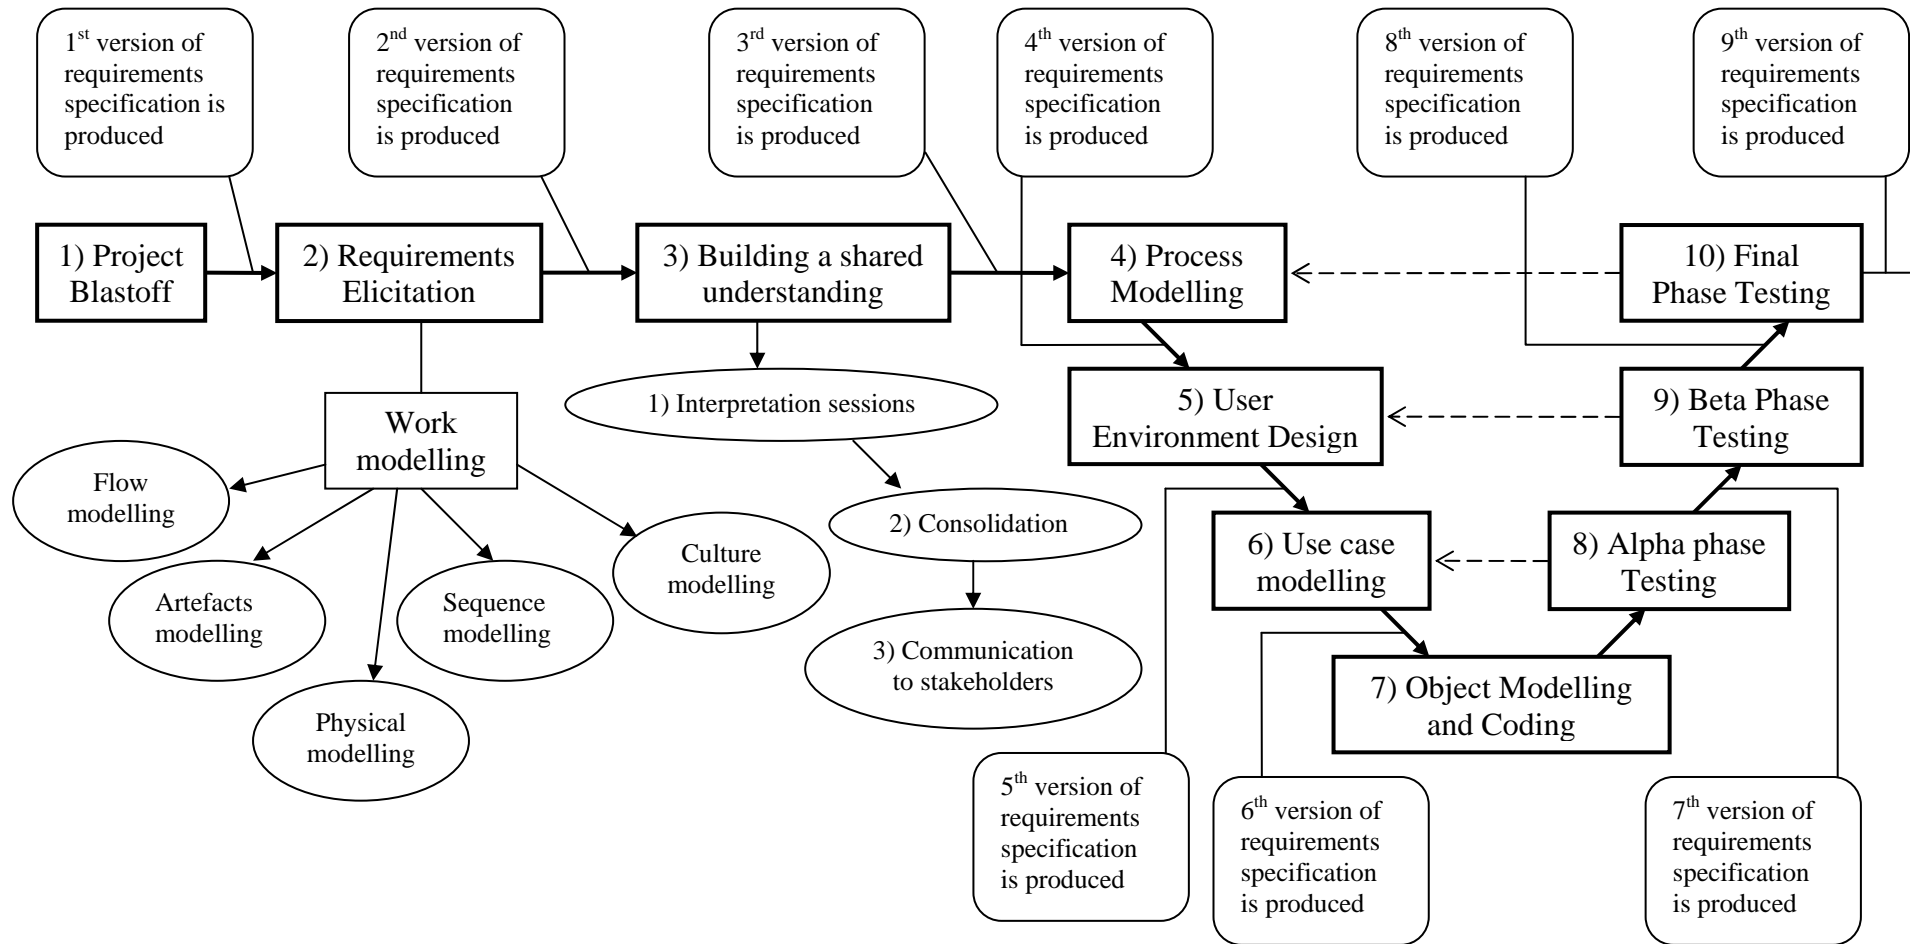 1st version of
requirements
specification is
produced
2nd version of
requirements
specification
is produced
3rd version of
requirements
specification
is produced
4th version of
requirements
specification
is produced
8th version of
requirements
specification
is produced
9th version of
requirements
specification
is produced
1) Project
Blastoff
2) Requirements
Elicitation
3) Building a shared
understanding
4) Process
Modelling
10) Final
Phase Testing
Work
modelling
1) Interpretation sessions
5) User
Environment Design
9) Beta Phase
Testing
Flow
modelling
2) Consolidation
Culture
modelling
6) Use case
modelling
8) Alpha phase
Testing
Artefacts
modelling
Sequence
modelling
3) Communication
to stakeholders
7) Object Modelling
and Coding
Physical
modelling
5th version of
requirements
specification
is produced
6th version of
requirements
specification
is produced
7th version of
requirements
specification
is produced